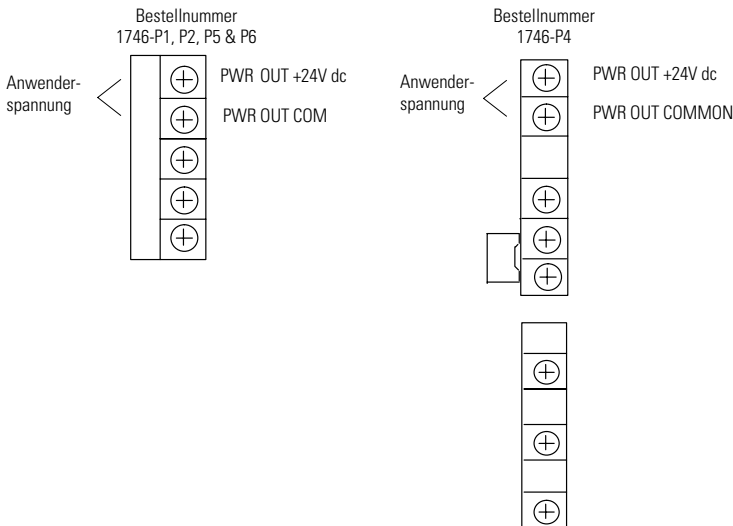 Bestellnummer
1746-P1, P2, P5 & P6
Anwender-
spannung
PWR OUT +24V dc
PWR OUT COM
Bestellnummer
1746-P4
Anwender-
spannung
PWR OUT +24V dc
PWR OUT COMMON